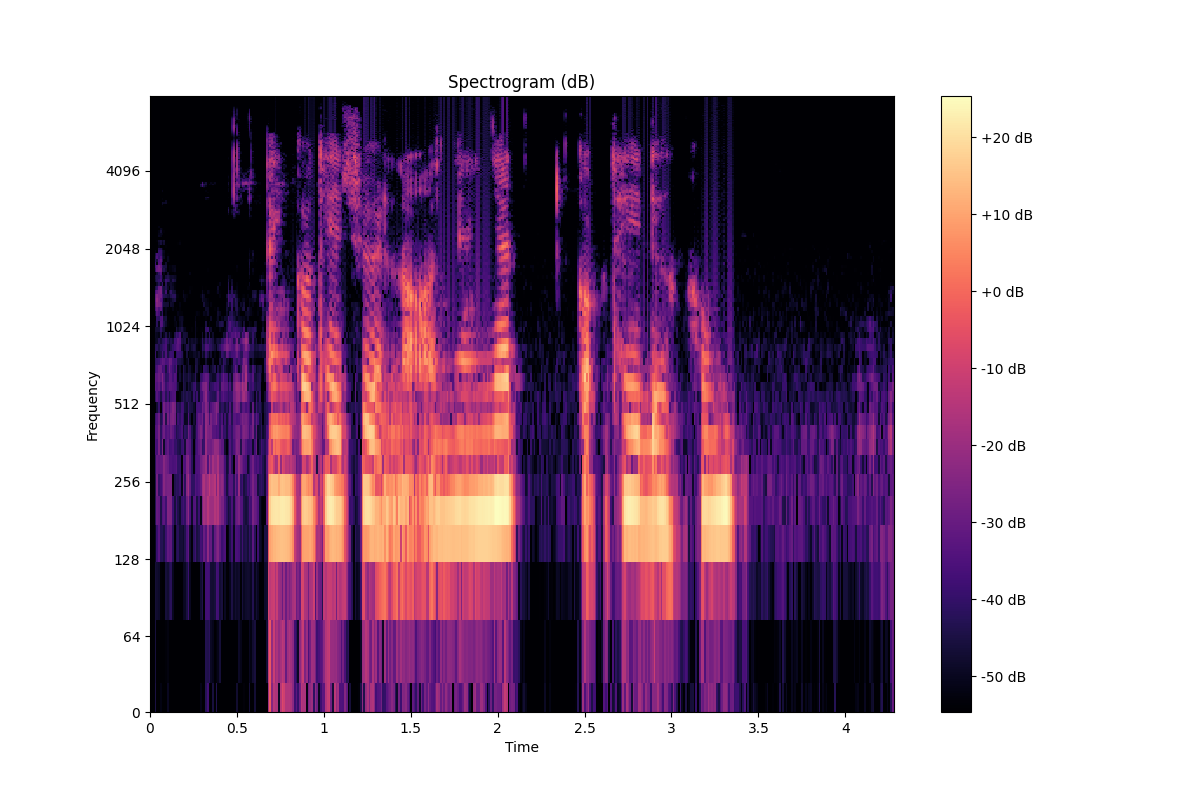 Spectrogram (dB)
Frequency
4096
2048
1024
512
256
128
64
0
0 0.5 1 1.5 2 2.5 3 3.5 4
Time
+20 dB
+10 dB
+0 dB
-10 dB
-20 dB
-30 dB
-40 dB
-50 dB